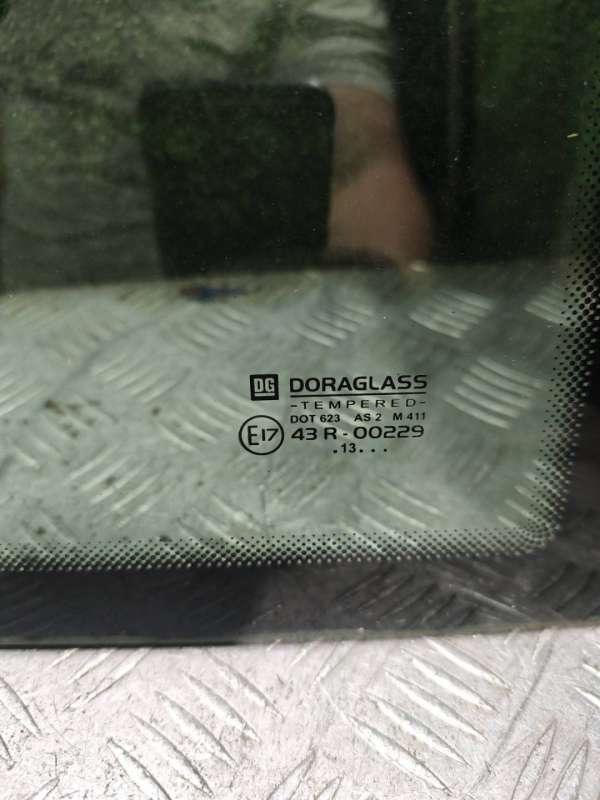 DG DORAGLASS
-TEMPERED-
DOT 623 AS 2 M 411
E17 43 R-00229
.13...